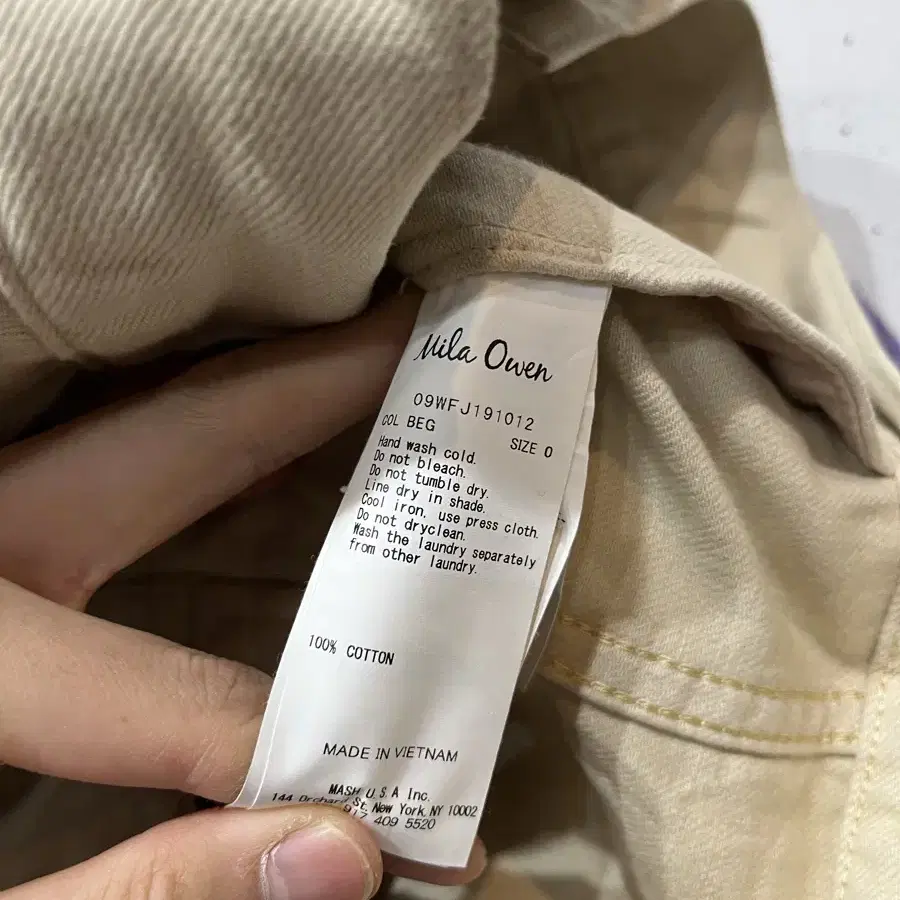 Mila Owen
09WFJ191012
COL BEG SIZE 0
Hand wash cold.
Do not bleach.
Do not tumble dry.
Line dry in shade.
Cool iron, use press cloth.
Do not dryclean.
Wash the laundry separately
from other laundry.
100% COTTON
MADE IN VIETNAM
MASH U.S.A Inc.
144 Orchard St. New York, NY 10002
917 409 5520